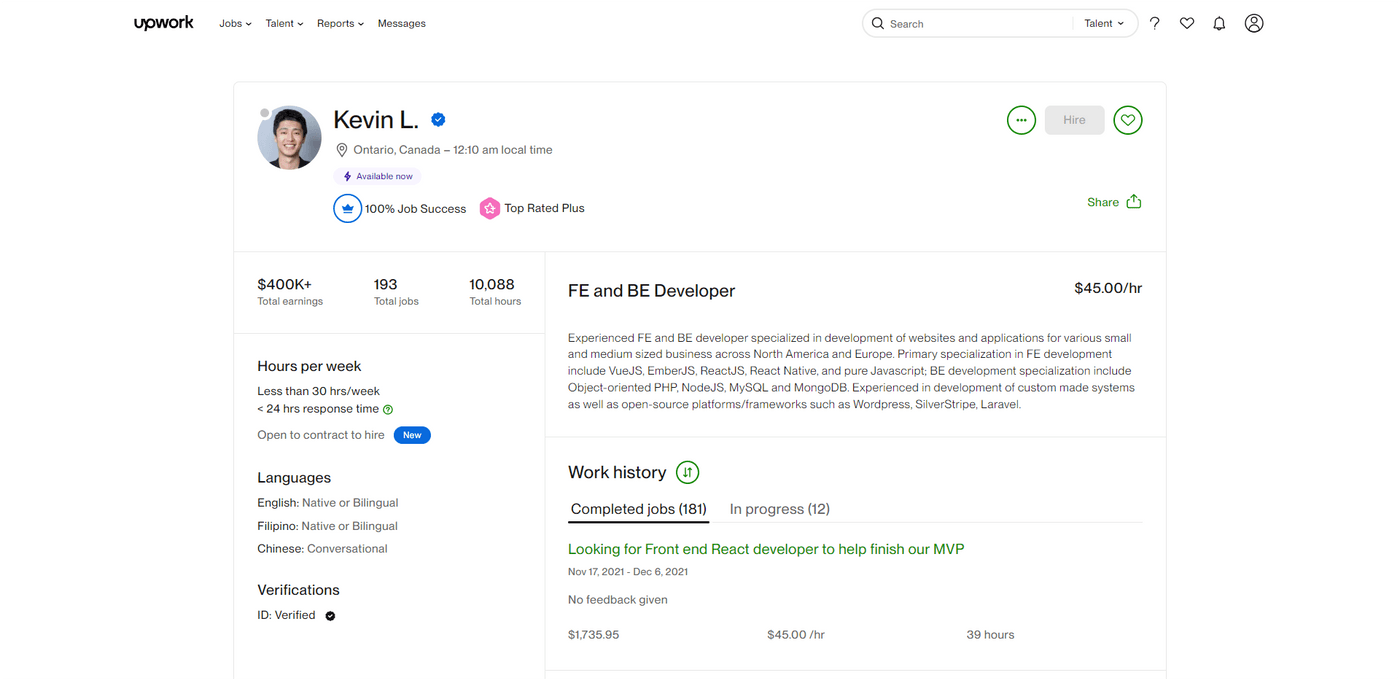 upwork Jobs Talent Reports Messages Search Talent
Kevin L.
Ontario, Canada – 12:10 am local time
Available now
100% Job Success Top Rated Plus
Hire
Share
$400K+ 193 10,088
Total earnings Total jobs Total hours
Hours per week
Less than 30 hrs/week
< 24 hrs response time
Open to contract to hire New
Languages
English: Native or Bilingual
Filipino: Native or Bilingual
Chinese: Conversational
Verifications
ID: Verified
FE and BE Developer $45.00/hr
Experienced FE and BE developer specialized in development of websites and applications for various small
and medium sized business across North America and Europe. Primary specialization in FE development
include VueJS, EmberJS, ReactJS, React Native, and pure Javascript; BE development specialization include
Object-oriented PHP, NodeJS, MySQL and MongoDB. Experienced in development of custom made systems
as well as open-source platforms/frameworks such as Wordpress, SilverStripe, Laravel.
Work history
Completed jobs (181) In progress (12)
Looking for Front end React developer to help finish our MVP
Nov 17, 2021 - Dec 6, 2021
No feedback given
$1,735.95 $45.00 /hr 39 hours